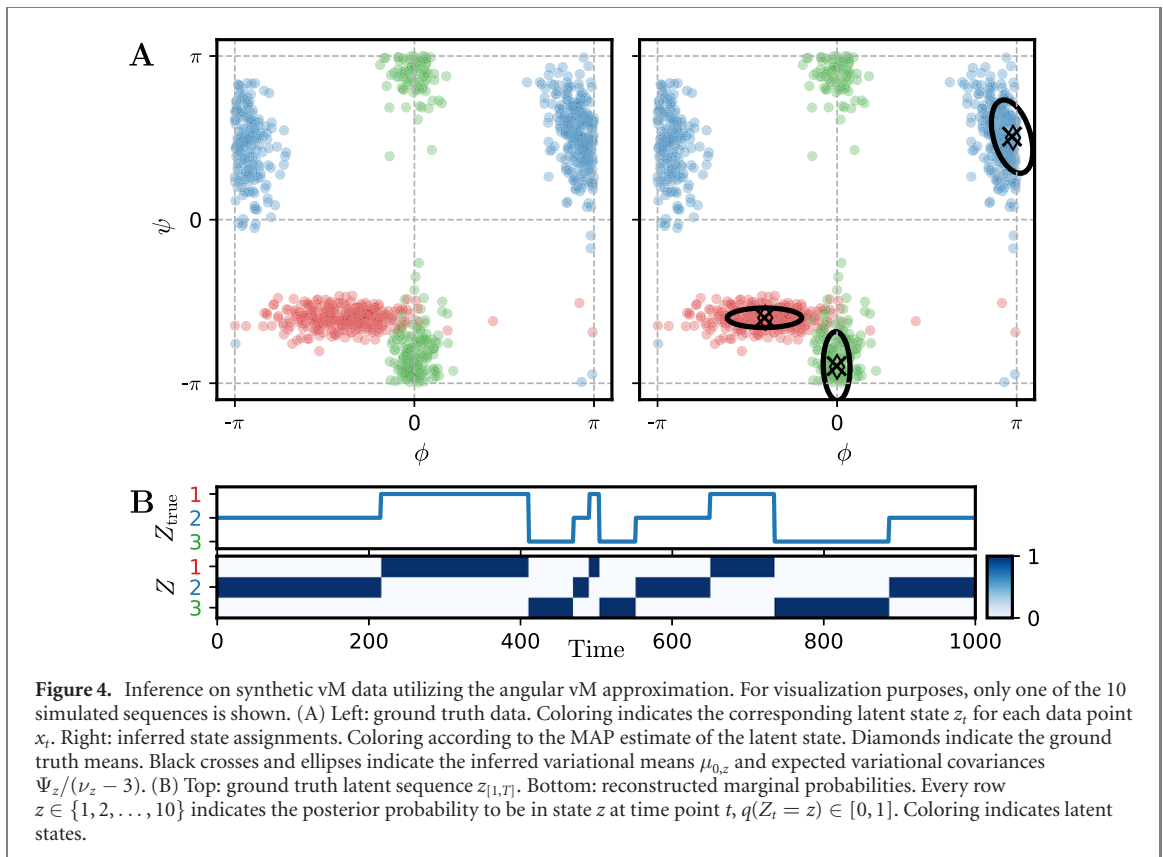 A
π
0
-π
ψ
-π
0
π
ϕ
-π
0
π
ϕ
B
Z_true
1
2
3
Z
1
2
3
1
0
0
200
400
600
800
1000
Time
Figure 4. Inference on synthetic vM data utilizing the angular vM approximation. For visualization purposes, only one of the 10
simulated sequences is shown. (A) Left: ground truth data. Coloring indicates the corresponding latent state z_t for each data point
x_t. Right: inferred state assignments. Coloring according to the MAP estimate of the latent state. Diamonds indicate the ground
truth means. Black crosses and ellipses indicate the inferred variational means μ_{0,z} and expected variational covariances
Ψ_z/(ν_z − 3). (B) Top: ground truth latent sequence z_{[1,T]}. Bottom: reconstructed marginal probabilities. Every row
z ∈ {1, 2, . . . , 10} indicates the posterior probability to be in state z at time point t, q(Z_t = z) ∈ [0, 1]. Coloring indicates latent
states.